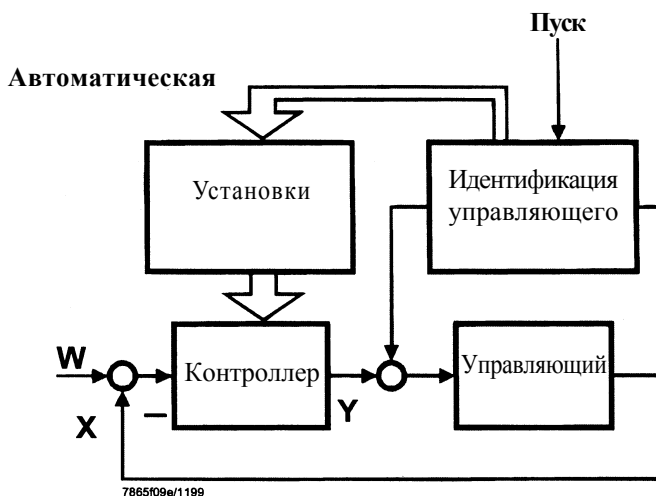 Пуск
Автоматическая
Установки
Идентификация
управляющего
W
Контроллер
Управляющий
X
–
Y
7865f09e/1199